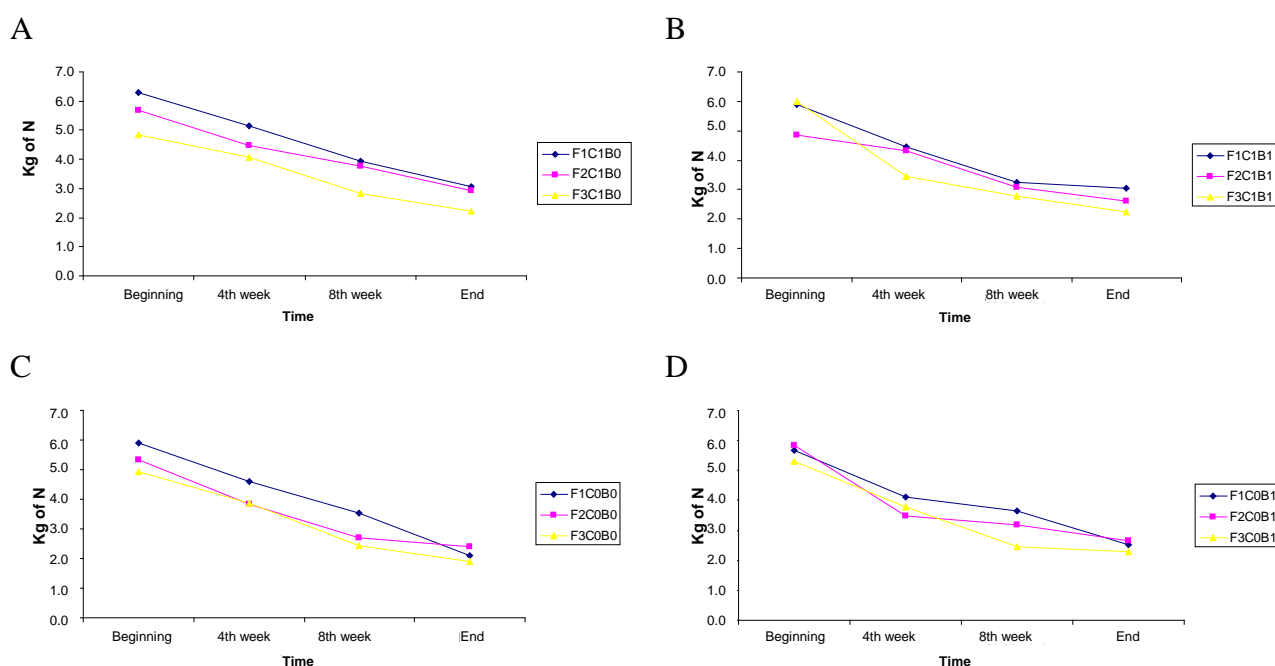 A
7.0
6.0
5.0
4.0
3.0
2.0
1.0
0.0
Kg of N
Beginning 4th week 8th week End
Time
F1C1B0
F2C1B0
F3C1B0
B
7.0
6.0
5.0
4.0
3.0
2.0
1.0
0.0
Kg of N
Beginning 4th week 8th week End
Time
F1C1B1
F2C1B1
F3C1B1
C
7.0
6.0
5.0
4.0
3.0
2.0
1.0
0.0
Kg of N
Beginning 4th week 8th week End
Time
F1C0B0
F2C0B0
F3C0B0
D
7.0
6.0
5.0
4.0
3.0
2.0
1.0
0.0
Kg of N
Beginning 4th week 8th week End
Time
F1C0B1
F2C0B1
F3C0B1